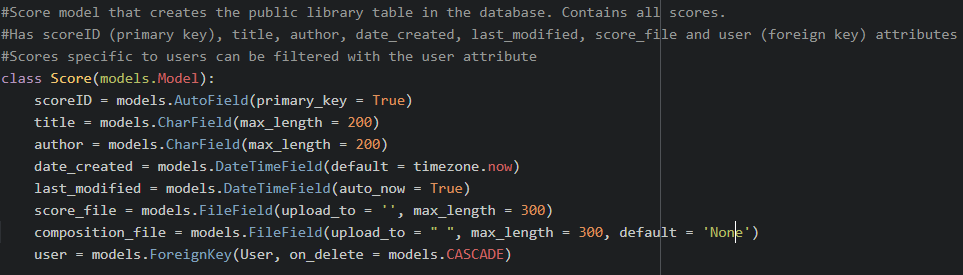 #Score model that creates the public library table in the database. Contains all scores.
#Has scoreID (primary key), title, author, date_created, last_modified, score_file and user (foreign key) attributes
#Scores specific to users can be filtered with the user attribute
class Score(models.Model):
    scoreID = models.AutoField(primary_key = True)
    title = models.CharField(max_length = 200)
    author = models.CharField(max_length = 200)
    date_created = models.DateTimeField(default = timezone.now)
    last_modified = models.DateTimeField(auto_now = True)
    score_file = models.FileField(upload_to = '', max_length = 300)
    composition_file = models.FileField(upload_to = " ", max_length = 300, default = 'None')
    user = models.ForeignKey(User, on_delete = models.CASCADE)